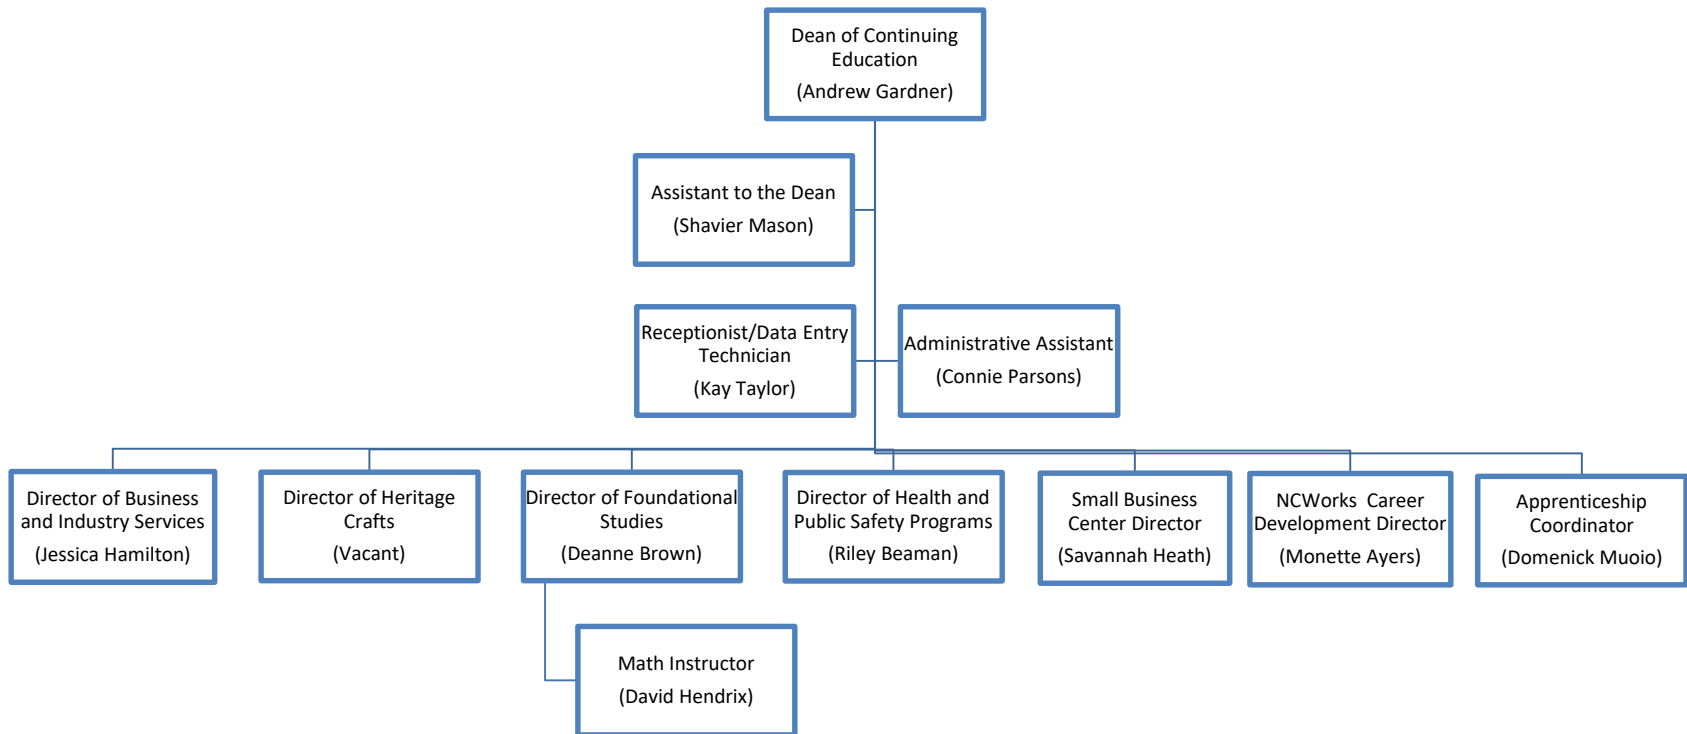 Dean of Continuing
Education
(Andrew Gardner)
Assistant to the Dean
(Shavier Mason)
Receptionist/Data Entry
Technician
(Kay Taylor)
Administrative Assistant
(Connie Parsons)
Director of Business
and Industry Services
(Jessica Hamilton)
Director of Heritage
Crafts
(Vacant)
Director of Foundational
Studies
(Deanne Brown)
Director of Health and
Public Safety Programs
(Riley Beaman)
Small Business
Center Director
(Savannah Heath)
NCWorks  Career
Development Director
(Monette Ayers)
Apprenticeship
Coordinator
(Domenick Muoio)
Math Instructor
(David Hendrix)